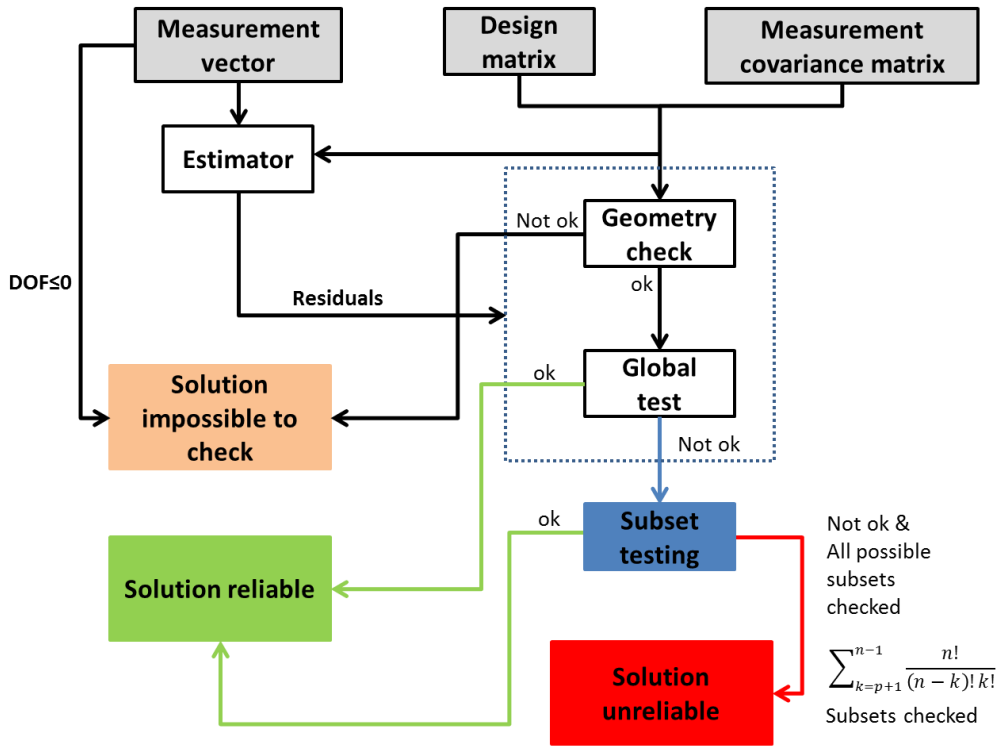 Measurement
vector
Design
matrix
Measurement
covariance matrix
Estimator
Not ok
Geometry
check
DOF≤0
Residuals
ok
ok
Global
test
Solution
impossible to
check
Not ok
ok
Subset
testing
Not ok &
All possible
subsets
checked
Solution reliable
Solution
unreliable
∑_{k=p+1}^{n-1} n!/((n − k)! k!)
Subsets checked